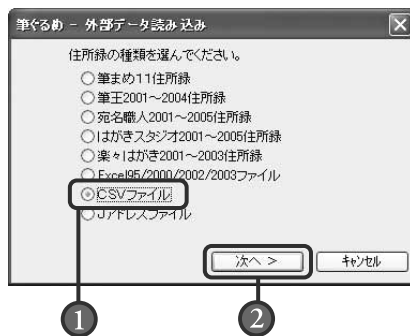 筆ぐるめ - 外部データ読み込み
住所録の種類を選んでください。
筆まめ11住所録
筆王2001～2004住所録
宛名職人2001～2005住所録
はがきスタジオ2001～2005住所録
楽々はがき2001～2003住所録
Excel95/2000/2002/2003ファイル
CSVファイル
Jアドレスファイル
次へ >
キャンセル
1
2